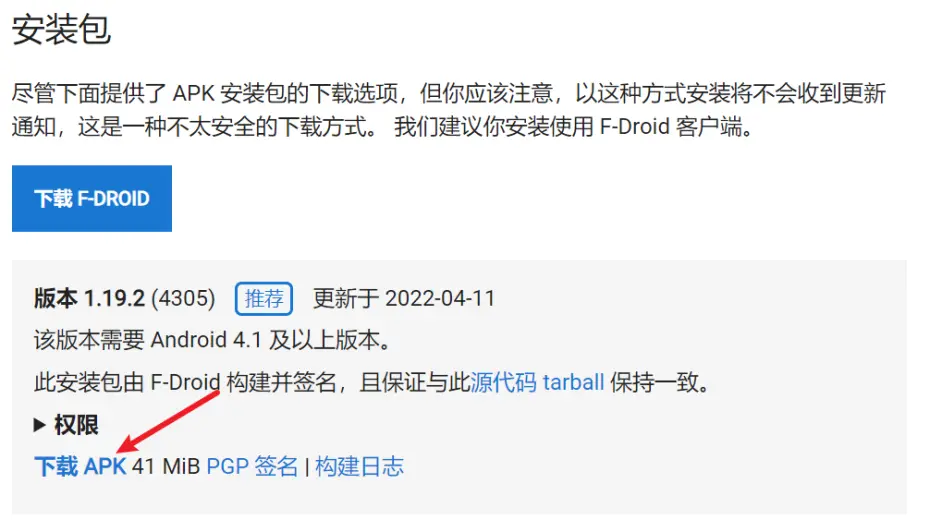 安装包
尽管下面提供了 APK 安装包的下载选项，但你应该注意，以这种方式安装将不会收到更新
通知，这是一种不太安全的下载方式。 我们建议你安装使用 F-Droid 客户端。
下载 F-DROID
版本 1.19.2 (4305) 推荐 更新于 2022-04-11
该版本需要 Android 4.1 及以上版本。
此安装包由 F-Droid 构建并签名，且保证与此源代码 tarball 保持一致。
▶ 权限
下载 APK 41 MiB PGP 签名 | 构建日志